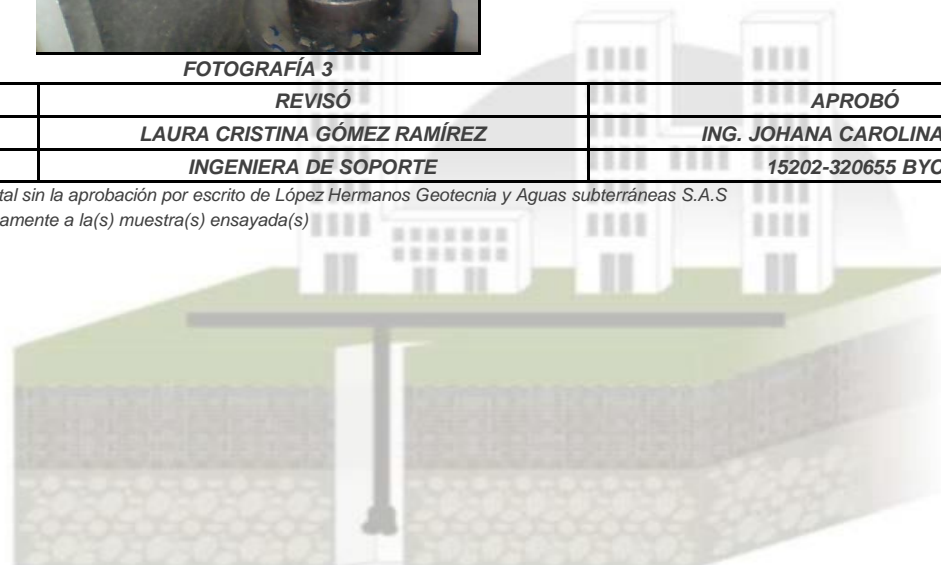 FOTOGRAFÍA 3
REVISÓ APROBÓ
LAURA CRISTINA GÓMEZ RAMÍREZ ING. JOHANA CAROLINA
INGENIERA DE SOPORTE 15202-320655 BYC
tal sin la aprobación por escrito de López Hermanos Geotecnia y Aguas subterráneas S.A.S
amente a la(s) muestra(s) ensayada(s)